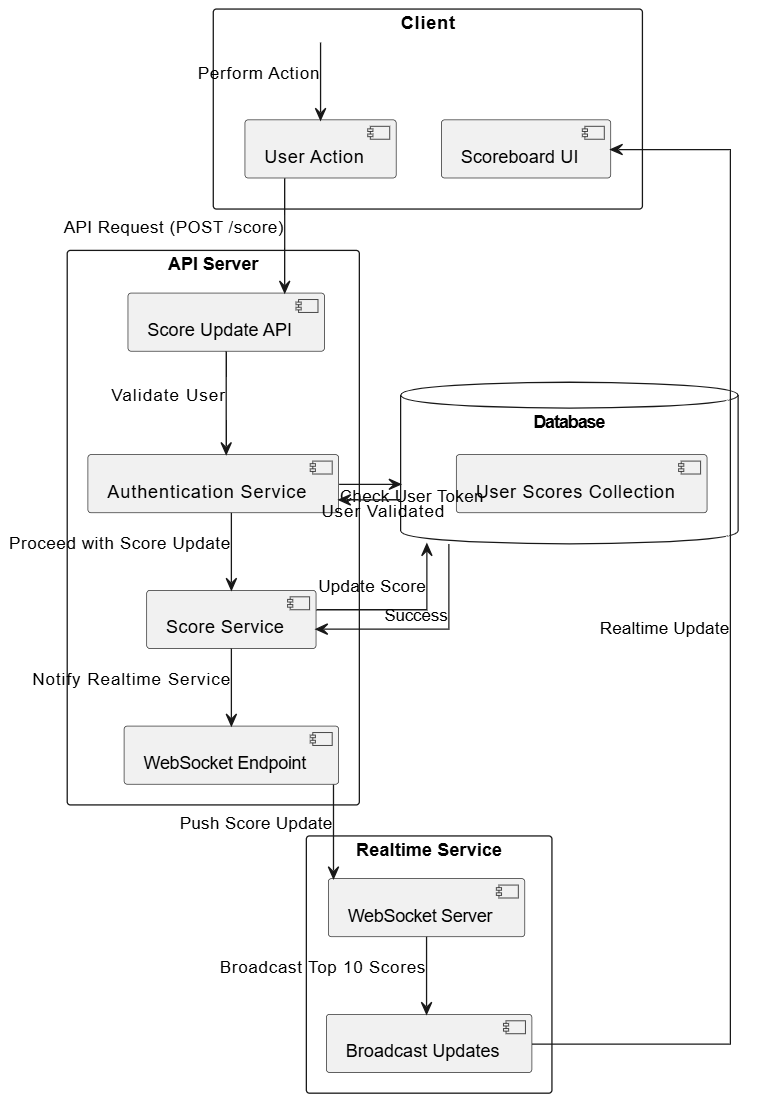 Client
Perform Action
User Action
Scoreboard UI
API Request (POST /score)
API Server
Score Update API
Validate User
Database
Authentication Service
Check User Token
User Validated
User Scores Collection
Proceed with Score Update
Update Score
Success
Score Service
Realtime Update
Notify Realtime Service
WebSocket Endpoint
Push Score Update
Realtime Service
WebSocket Server
Broadcast Top 10 Scores
Broadcast Updates